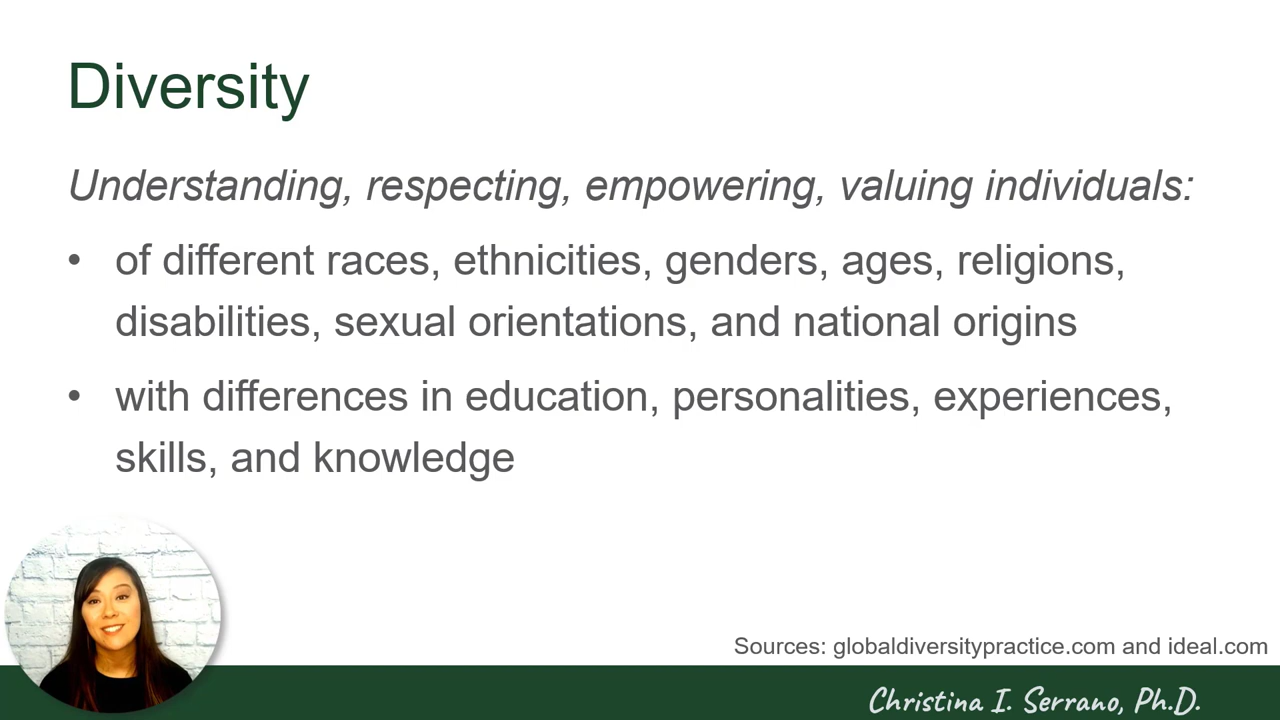 Diversity
Understanding, respecting, empowering, valuing individuals:
• of different races, ethnicities, genders, ages, religions,
disabilities, sexual orientations, and national origins
• with differences in education, personalities, experiences,
skills, and knowledge
Sources: globaldiversitypractice.com and ideal.com
Christina I. Serrano, Ph.D.